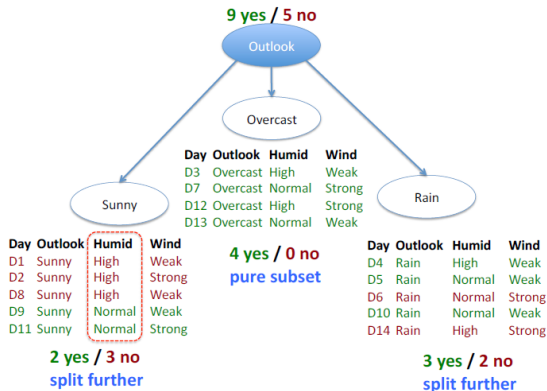 9 yes / 5 no
Outlook
Overcast
Day Outlook Humid Wind
D3 Overcast High Weak
D7 Overcast Normal Strong
D12 Overcast High Strong
D13 Overcast Normal Weak
4 yes / 0 no
pure subset
Sunny
Day Outlook Humid Wind
D1 Sunny High Weak
D2 Sunny High Strong
D8 Sunny High Weak
D9 Sunny Normal Weak
D11 Sunny Normal Strong
2 yes / 3 no
split further
Rain
Day Outlook Humid Wind
D4 Rain High Weak
D5 Rain Normal Weak
D6 Rain Normal Strong
D10 Rain Normal Weak
D14 Rain High Strong
3 yes / 2 no
split further